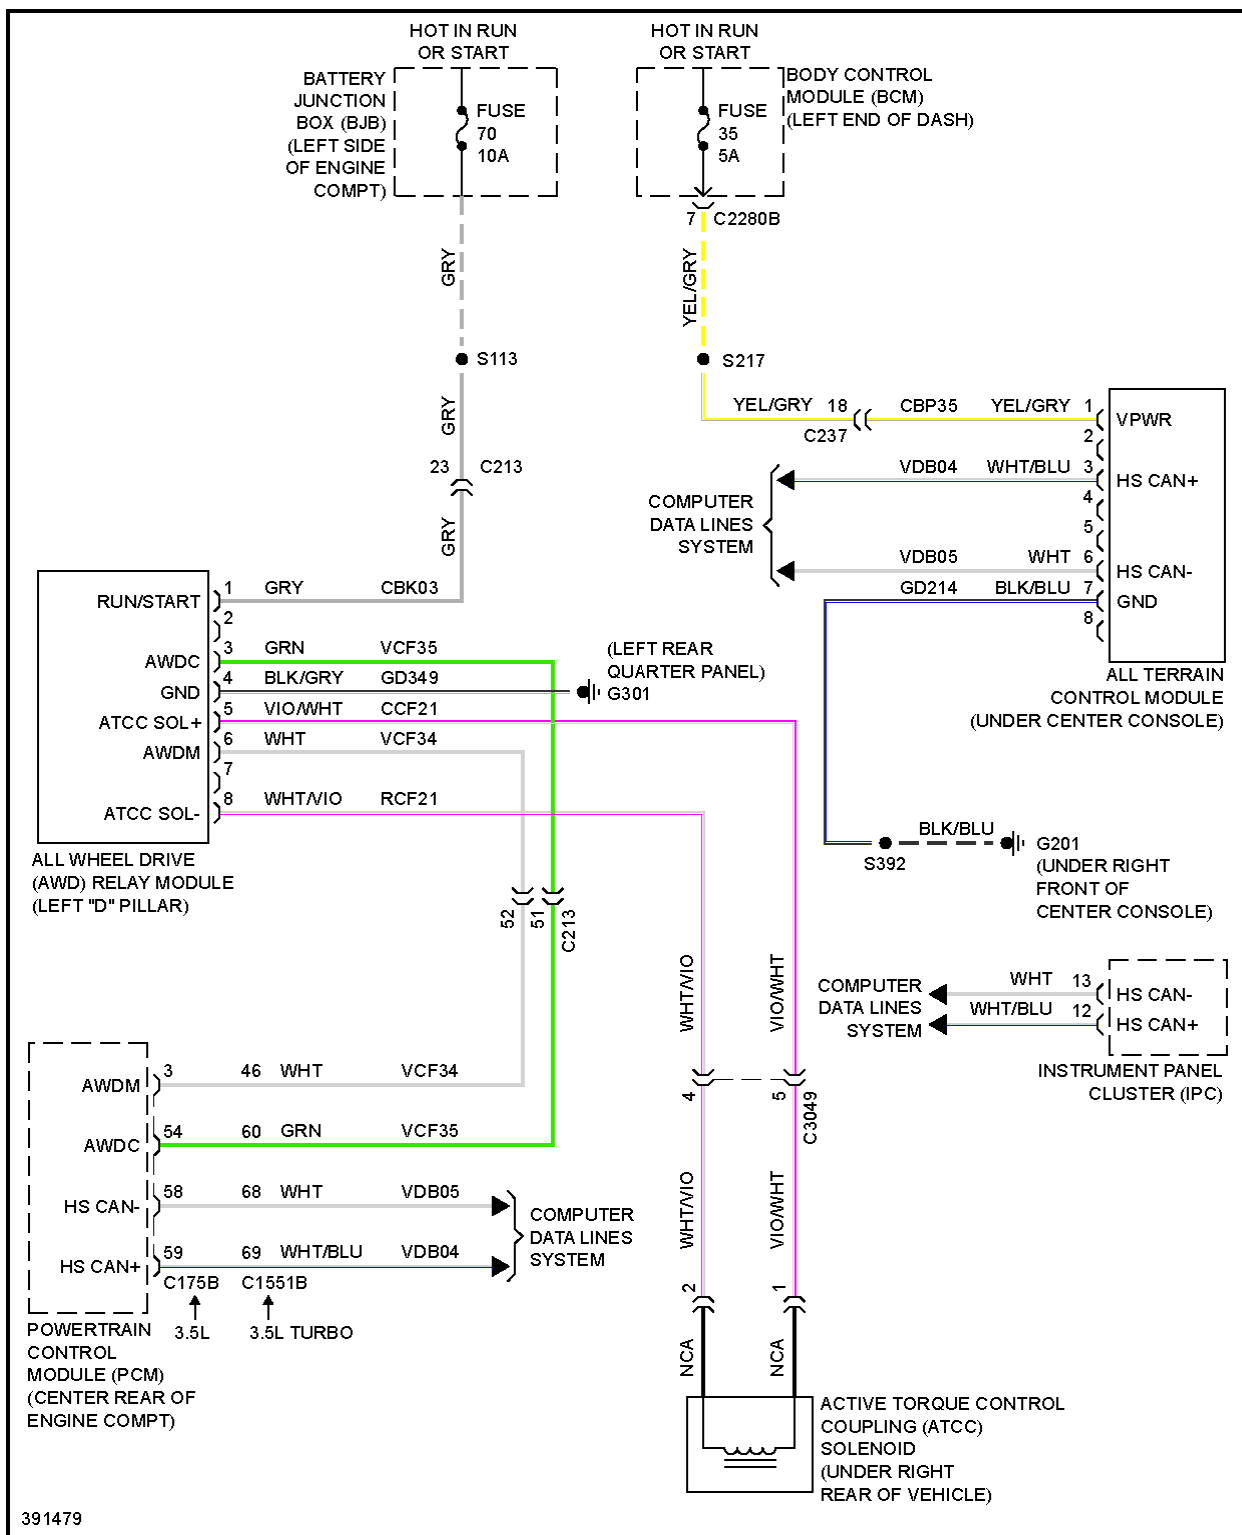 HOT IN RUN
OR START
BATTERY
JUNCTION
BOX (BJB)
(LEFT SIDE
OF ENGINE
COMPT)
FUSE
70
10A
HOT IN RUN
OR START
FUSE
35
5A
BODY CONTROL
MODULE (BCM)
(LEFT END OF DASH)
7 C2280B
GRY
YEL/GRY
S113
S217
GRY
23 C213
GRY
YEL/GRY 18 CBP35 YEL/GRY 1
C237
VPWR
2
VDB04 WHT/BLU 3
HS CAN+
4
5
COMPUTER
DATA LINES
SYSTEM
VDB05 WHT 6
HS CAN-
GD214 BLK/BLU 7
GND
8
ALL TERRAIN
CONTROL MODULE
(UNDER CENTER CONSOLE)
RUN/START
1 GRY CBK03
2
AWDC
3 GRN VCF35
GND
4 BLK/GRY GD349
(LEFT REAR
QUARTER PANEL)
G301
ATCC SOL+
5 VIO/WHT CCF21
AWDM
6 WHT VCF34
7
ATCC SOL-
8 WHT/VIO RCF21
ALL WHEEL DRIVE
(AWD) RELAY MODULE
(LEFT "D" PILLAR)
52
51
C213
BLK/BLU
S392
G201
(UNDER RIGHT
FRONT OF
CENTER CONSOLE)
WHT/VIO
VIO/WHT
COMPUTER
DATA LINES
SYSTEM
WHT 13
HS CAN-
WHT/BLU 12
HS CAN+
INSTRUMENT PANEL
CLUSTER (IPC)
4
5
C3049
AWDM
3 46 WHT VCF34
AWDC
54 60 GRN VCF35
HS CAN-
58 68 WHT VDB05
HS CAN+
59 69 WHT/BLU VDB04
COMPUTER
DATA LINES
SYSTEM
C175B C1551B
3.5L 3.5L TURBO
POWERTRAIN
CONTROL
MODULE (PCM)
(CENTER REAR OF
ENGINE COMPT)
WHT/VIO
VIO/WHT
2
1
NCA
NCA
ACTIVE TORQUE CONTROL
COUPLING (ATCC)
SOLENOID
(UNDER RIGHT
REAR OF VEHICLE)
391479